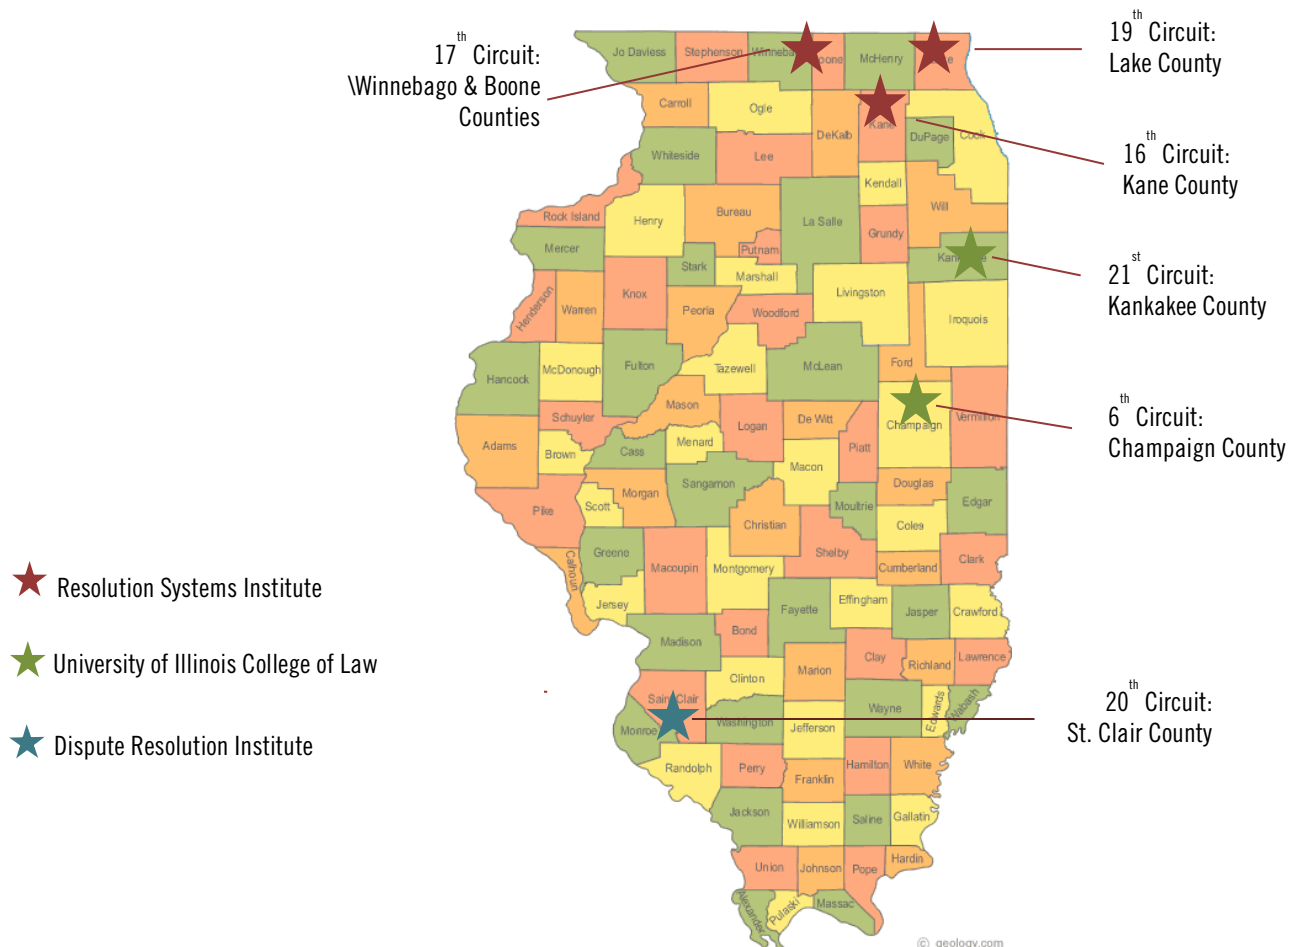 17th Circuit:
\Winnebago & Boone
Counties
19th Circuit:
Lake County
16th Circuit:
Kane County
21st Circuit:
Kankakee County
6th Circuit:
Champaign County
20th Circuit:
St. Clair County
Resolution Systems Institute
University of Illinois College of Law
Dispute Resolution Institute
Jo Daviess
Stephenson
McHenry
Carroll
Ogle
DeKalb
Kane
DuPage
Cook
Whiteside
Lee
Kendall
Will
Rock Island
Henry
Bureau
La Salle
Grundy
Mercer
Putnam
Stark
Marshall
Livingston
Henderson
Warren
Knox
Peoria
Woodford
Iroquois
Hancock
McDonough
Fulton
Tazewell
McLean
Ford
Mason
Schuyler
Logan
De Witt
Piatt
Champaign
Vermilion
Adams
Brown
Cass
Menard
Macon
Pike
Scott
Morgan
Sangamon
Christian
Moultrie
Douglas
Edgar
Coles
Calhoun
Greene
Macoupin
Montgomery
Shelby
Cumberland
Clark
Jersey
Fayette
Effingham
Jasper
Crawford
Madison
Bond
Clay
Richland
Lawrence
Clinton
Marion
Saint Clair
Wayne
Edwards
Wabash
Monroe
Washington
Jefferson
Randolph
Perry
Franklin
Hamilton
White
Jackson
Williamson
Saline
Gallatin
Union
Johnson
Pope
Hardin
Alexander
Pulaski
Massac
© geology.com